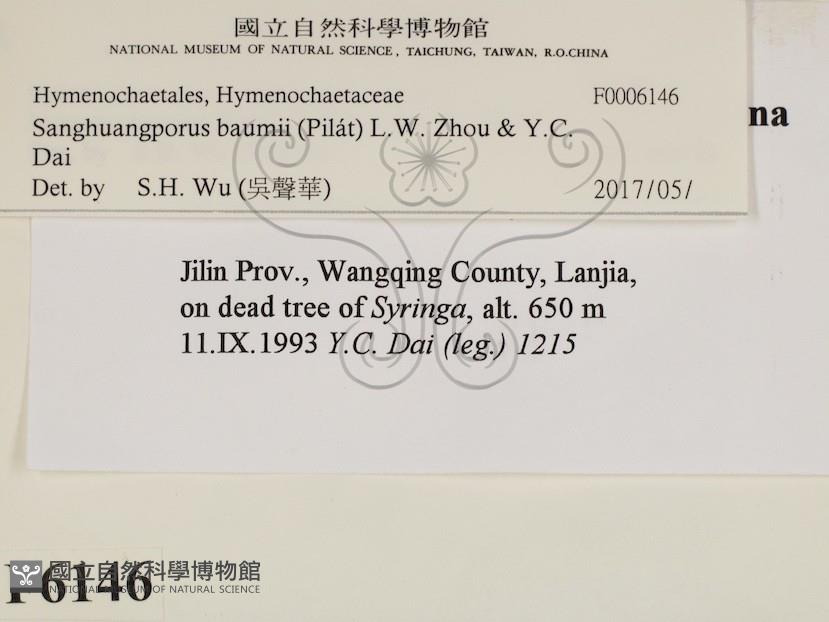 國立自然科學博物館
NATIONAL MUSEUM OF NATURAL SCIENCE, TAICHUNG, TAIWAN, R.O.CHINA
Hymenochaetales, Hymenochaetaceae F0006146
Sanghuangporus baumii (Pilát) L.W. Zhou & Y.C.
Dai
Det. by S.H. Wu (吳聲華) 2017/05/
na
Jilin Prov., Wangqing County, Lanjia,
on dead tree of Syringa, alt. 650 m
11.IX.1993 Y.C. Dai (leg.) 1215
F6146
國立自然科學博物館
NATIONAL MUSEUM OF NATURAL SCIENCE